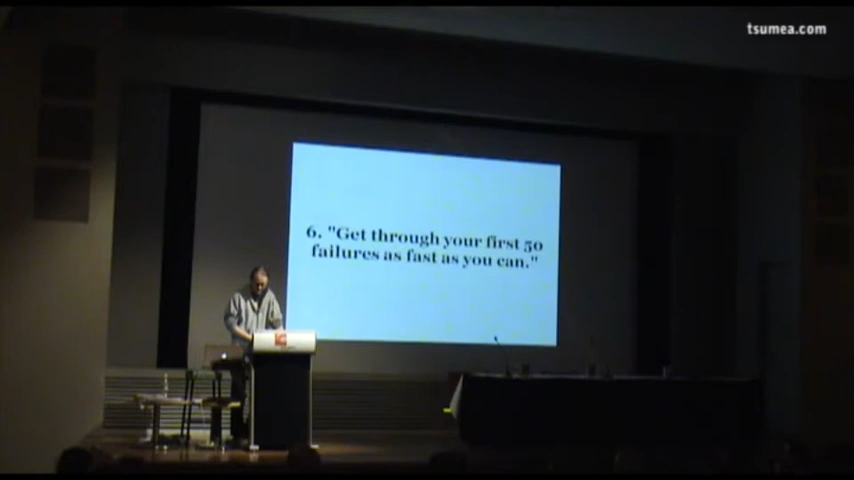 tsumea.com
6. "Get through your first 50
failures as fast as you can."